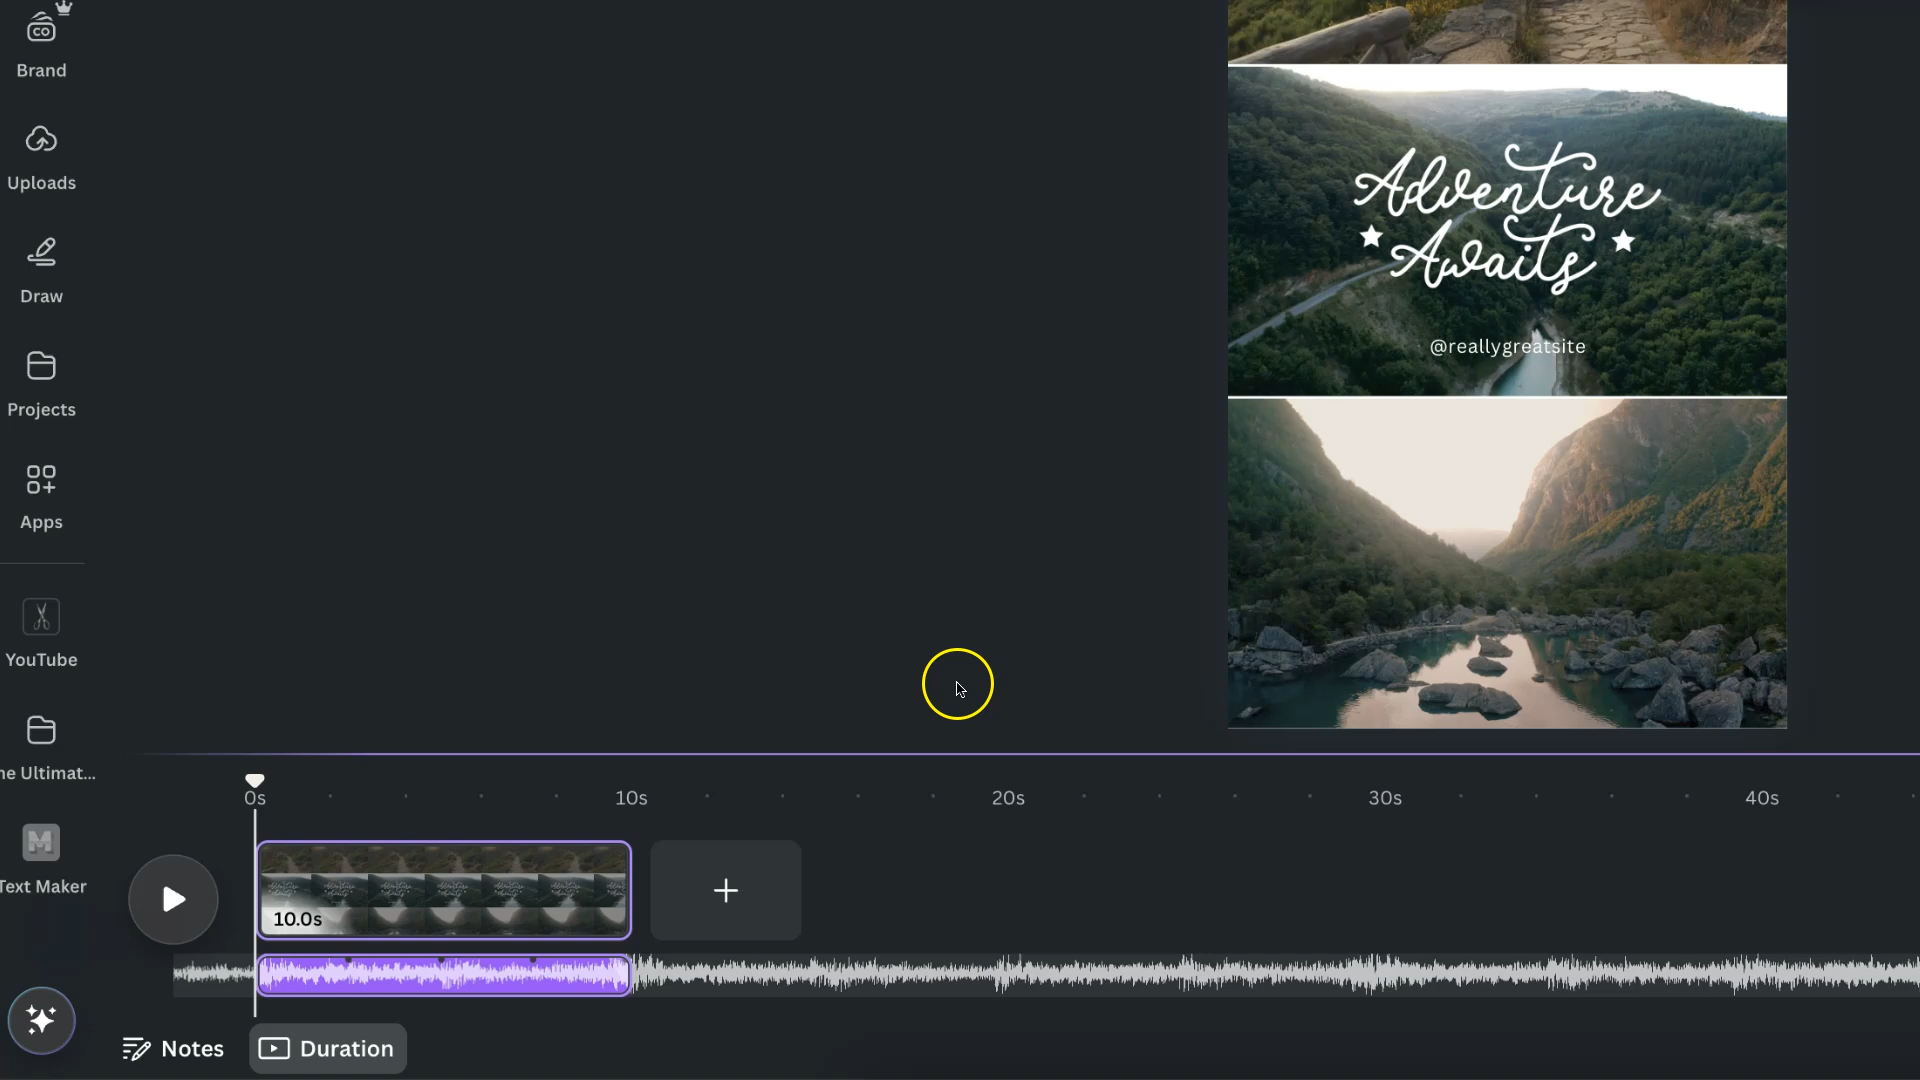 Brand
Uploads
Draw
Projects
Apps
YouTube
ne Ultimat...
Text Maker
Adventure
Awaits
@reallygreatsite
0s
10s
20s
30s
40s
10.0s
Notes
Duration